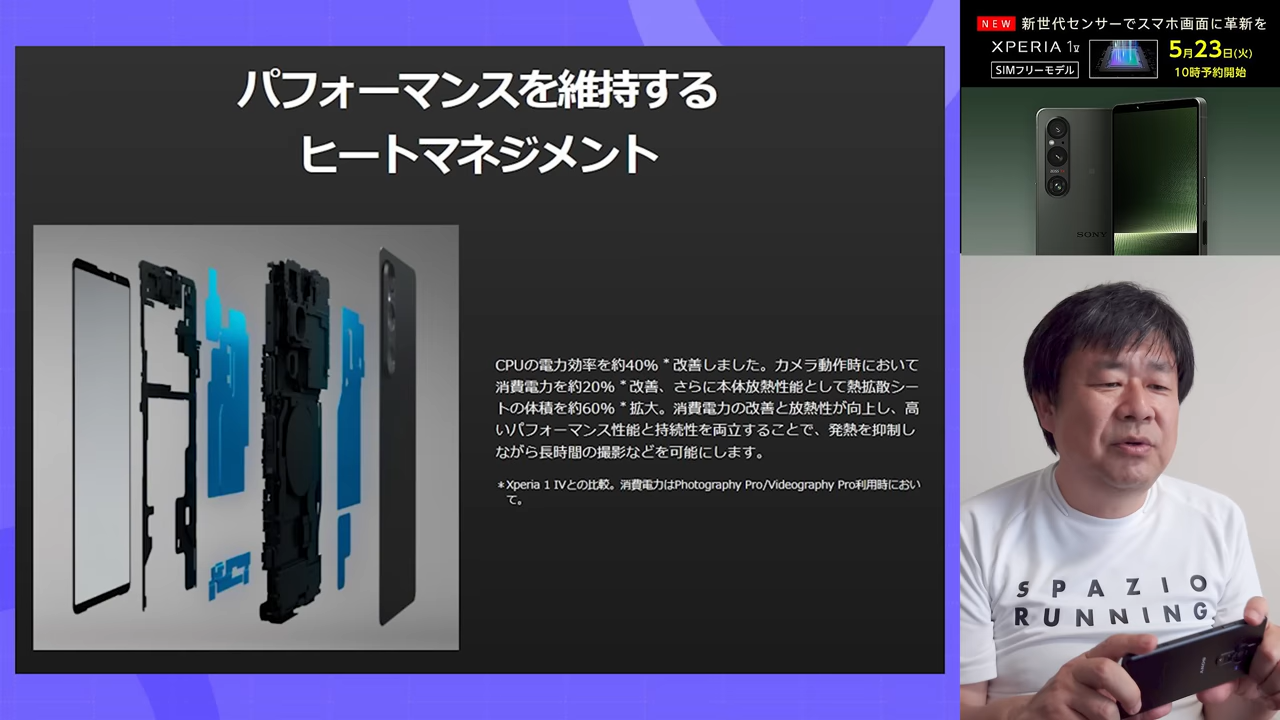 パフォーマンスを維持する
ヒートマネジメント
CPUの電力効率を約40%＊改善しました。カメラ動作時において
消費電力を約20%＊改善、さらに本体放熱性能として熱拡散シー
トの体積を約60%＊拡大。消費電力の改善と放熱性が向上し、高
いパフォーマンス性能と持続性を両立することで、発熱を抑制し
ながら長時間の撮影などを可能にします。
＊Xperia 1 IVとの比較。消費電力はPhotography Pro/Videography Pro利用時におい
て。
NEW 新世代センサーでスマホ画面に革新を
XPERIA 1 V
SIMフリーモデル
5月23日(火)
10時予約開始
SONY
SPAZIO
RUNNING
SONY